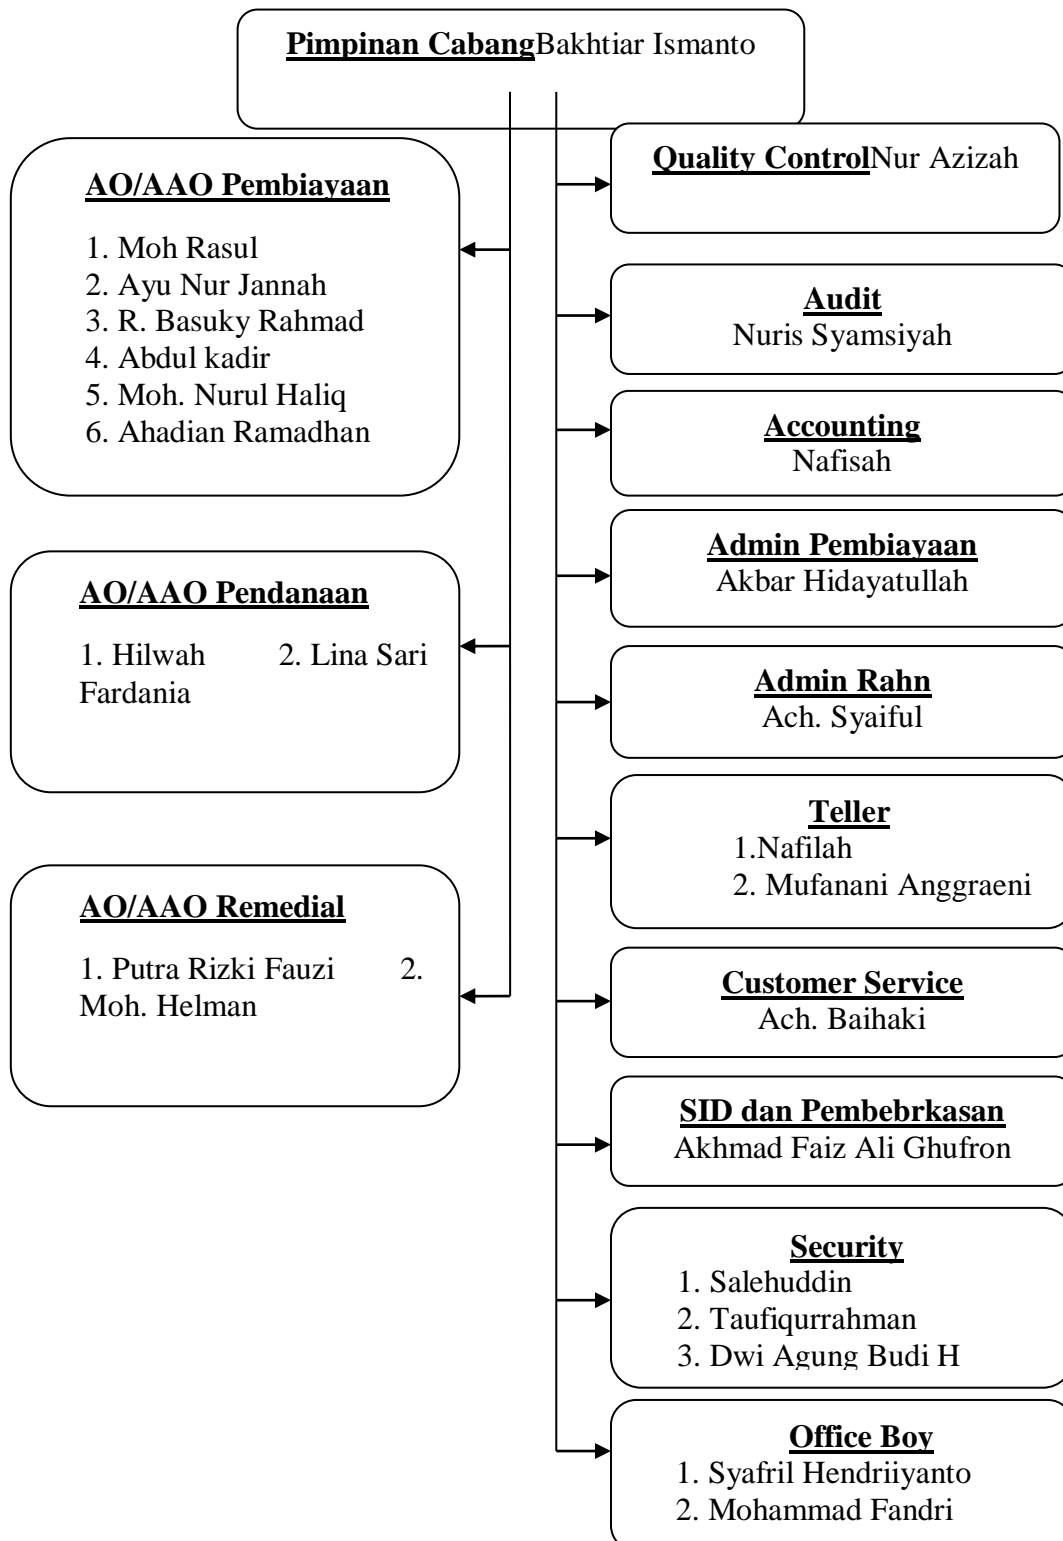 Pimpinan CabangBakhtiar Ismanto
AO/AAO Pembiayaan
1. Moh Rasul
2. Ayu Nur Jannah
3. R. Basuky Rahmad
4. Abdul kadir
5. Moh. Nurul Haliq
6. Ahadian Ramadhan
AO/AAO Pendanaan
1. Hilwah 2. Lina Sari
Fardania
AO/AAO Remedial
1. Putra Rizki Fauzi 2.
Moh. Helman
Quality ControlNur Azizah
Audit
Nuris Syamsiyah
Accounting
Nafisah
Admin Pembiayaan
Akbar Hidayatullah
Admin Rahn
Ach. Syaiful
Teller
1.Nafilah
2. Mufanani Anggraeni
Customer Service
Ach. Baihaki
SID dan Pembebrkasan
Akhmad Faiz Ali Ghufron
Security
1. Salehuddin
2. Taufiqurrahman
3. Dwi Agung Budi H
Office Boy
1. Syafril Hendriiyanto
2. Mohammad Fandri